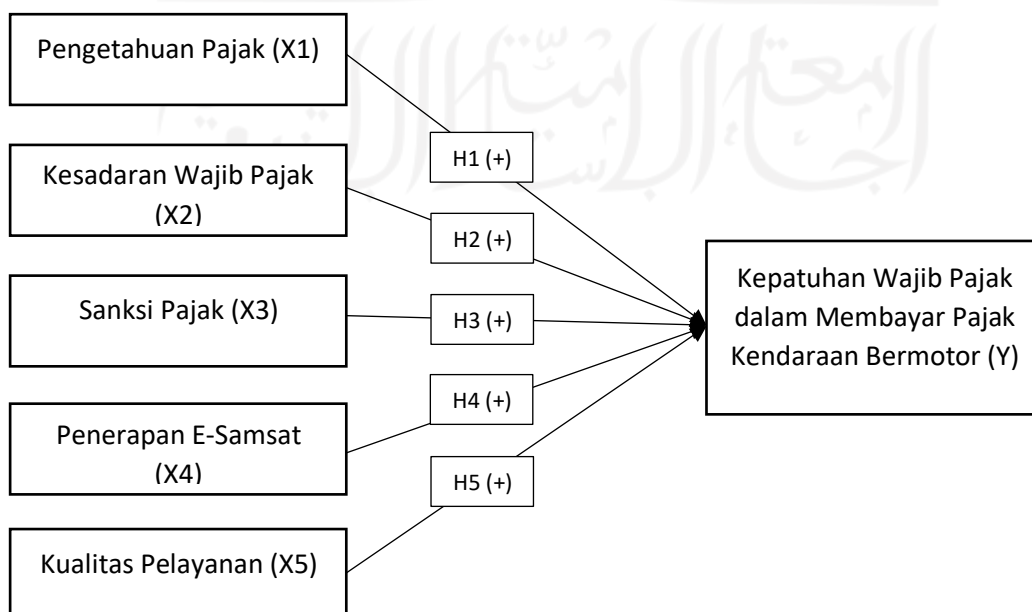 Pengetahuan Pajak (X1)
H1 (+)
Kesadaran Wajib Pajak
(X2)
H2 (+)
Sanksi Pajak (X3)
H3 (+)
Penerapan E-Samsat
(X4)
H4 (+)
Kualitas Pelayanan (X5)
H5 (+)
Kepatuhan Wajib Pajak
dalam Membayar Pajak
Kendaraan Bermotor (Y)